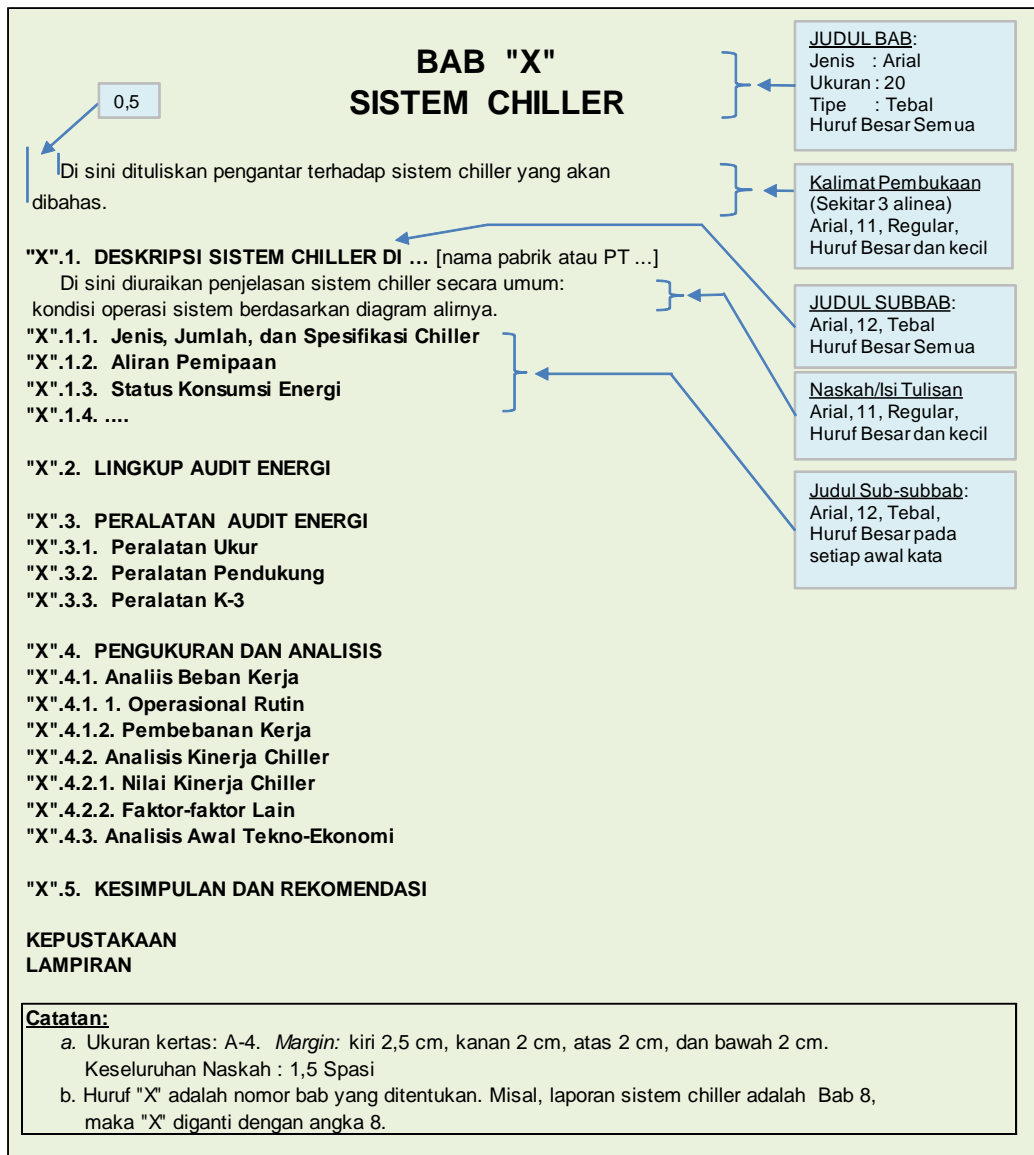 BAB "X"
SISTEM CHILLER
0,5
JUDUL BAB:
Jenis : Arial
Ukuran : 20
Tipe : Tebal
Huruf Besar Semua
Di sini dituliskan pengantar terhadap sistem chiller yang akan
dibahas.
Kalimat Pembukaan
(Sekitar 3 alinea)
Arial, 11, Regular,
Huruf Besar dan kecil
"X".1. DESKRIPSI SISTEM CHILLER DI ... [nama pabrik atau PT ...]
Di sini diuraikan penjelasan sistem chiller secara umum:
kondisi operasi sistem berdasarkan diagram alirnya.
"X".1.1. Jenis, Jumlah, dan Spesifikasi Chiller
"X".1.2. Aliran Pemipaan
"X".1.3. Status Konsumsi Energi
"X".1.4. ....
JUDUL SUBBAB:
Arial, 12, Tebal
Huruf Besar Semua
Naskah/Isi Tulisan
Arial, 11, Regular,
Huruf Besar dan kecil
Judul Sub-subbab:
Arial, 12, Tebal,
Huruf Besar pada
setiap awal kata
"X".2. LINGKUP AUDIT ENERGI
"X".3. PERALATAN AUDIT ENERGI
"X".3.1. Peralatan Ukur
"X".3.2. Peralatan Pendukung
"X".3.3. Peralatan K-3
"X".4. PENGUKURAN DAN ANALISIS
"X".4.1. Analiis Beban Kerja
"X".4.1. 1. Operasional Rutin
"X".4.1.2. Pembebanan Kerja
"X".4.2. Analisis Kinerja Chiller
"X".4.2.1. Nilai Kinerja Chiller
"X".4.2.2. Faktor-faktor Lain
"X".4.3. Analisis Awal Tekno-Ekonomi
"X".5. KESIMPULAN DAN REKOMENDASI
KEPUSTAKAAN
LAMPIRAN
Catatan:
a. Ukuran kertas: A-4. Margin: kiri 2,5 cm, kanan 2 cm, atas 2 cm, dan bawah 2 cm.
Keseluruhan Naskah : 1,5 Spasi
b. Huruf "X" adalah nomor bab yang ditentukan. Misal, laporan sistem chiller adalah Bab 8,
maka "X" diganti dengan angka 8.